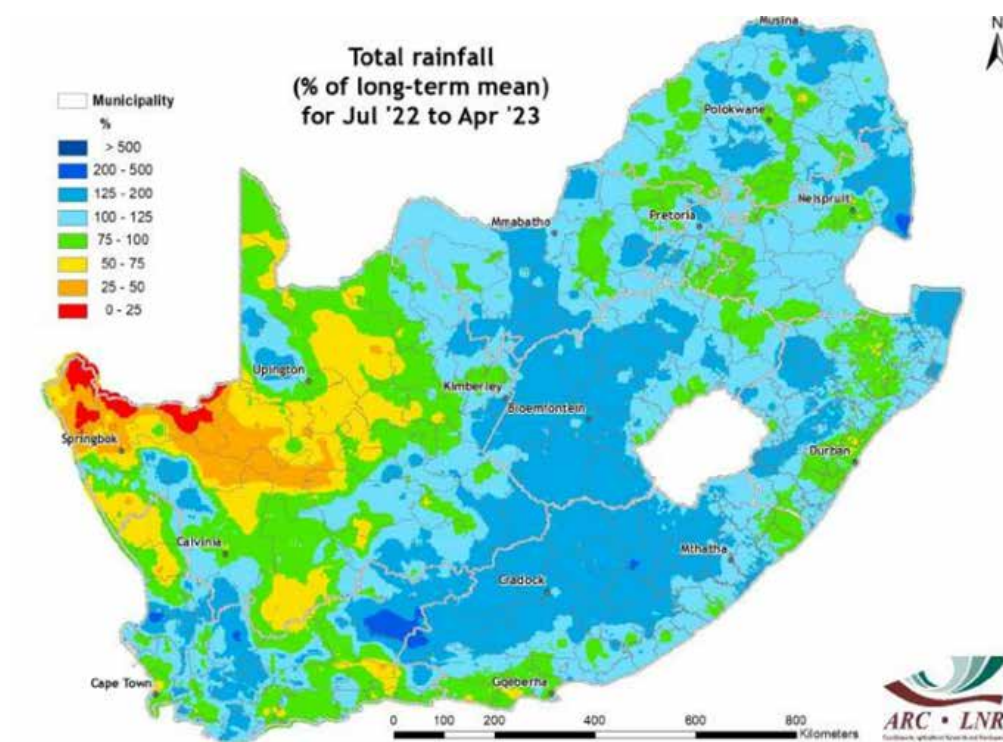 Total rainfall
(% of long-term mean)
for Jul '22 to Apr '23
N
Municipality
%
> 500
200 - 500
125 - 200
100 - 125
75 - 100
50 - 75
25 - 50
0 - 25
Musina
Polokwane
Nelspruit
Mmabatho
Pretoria
Upington
Kimberley
Bloemfontein
Springbok
Durban
Calvinia
Mthatha
Cradock
Cape Town
Gqeberha
0 100 200 400 600 800
Kilometers
ARC • LNR